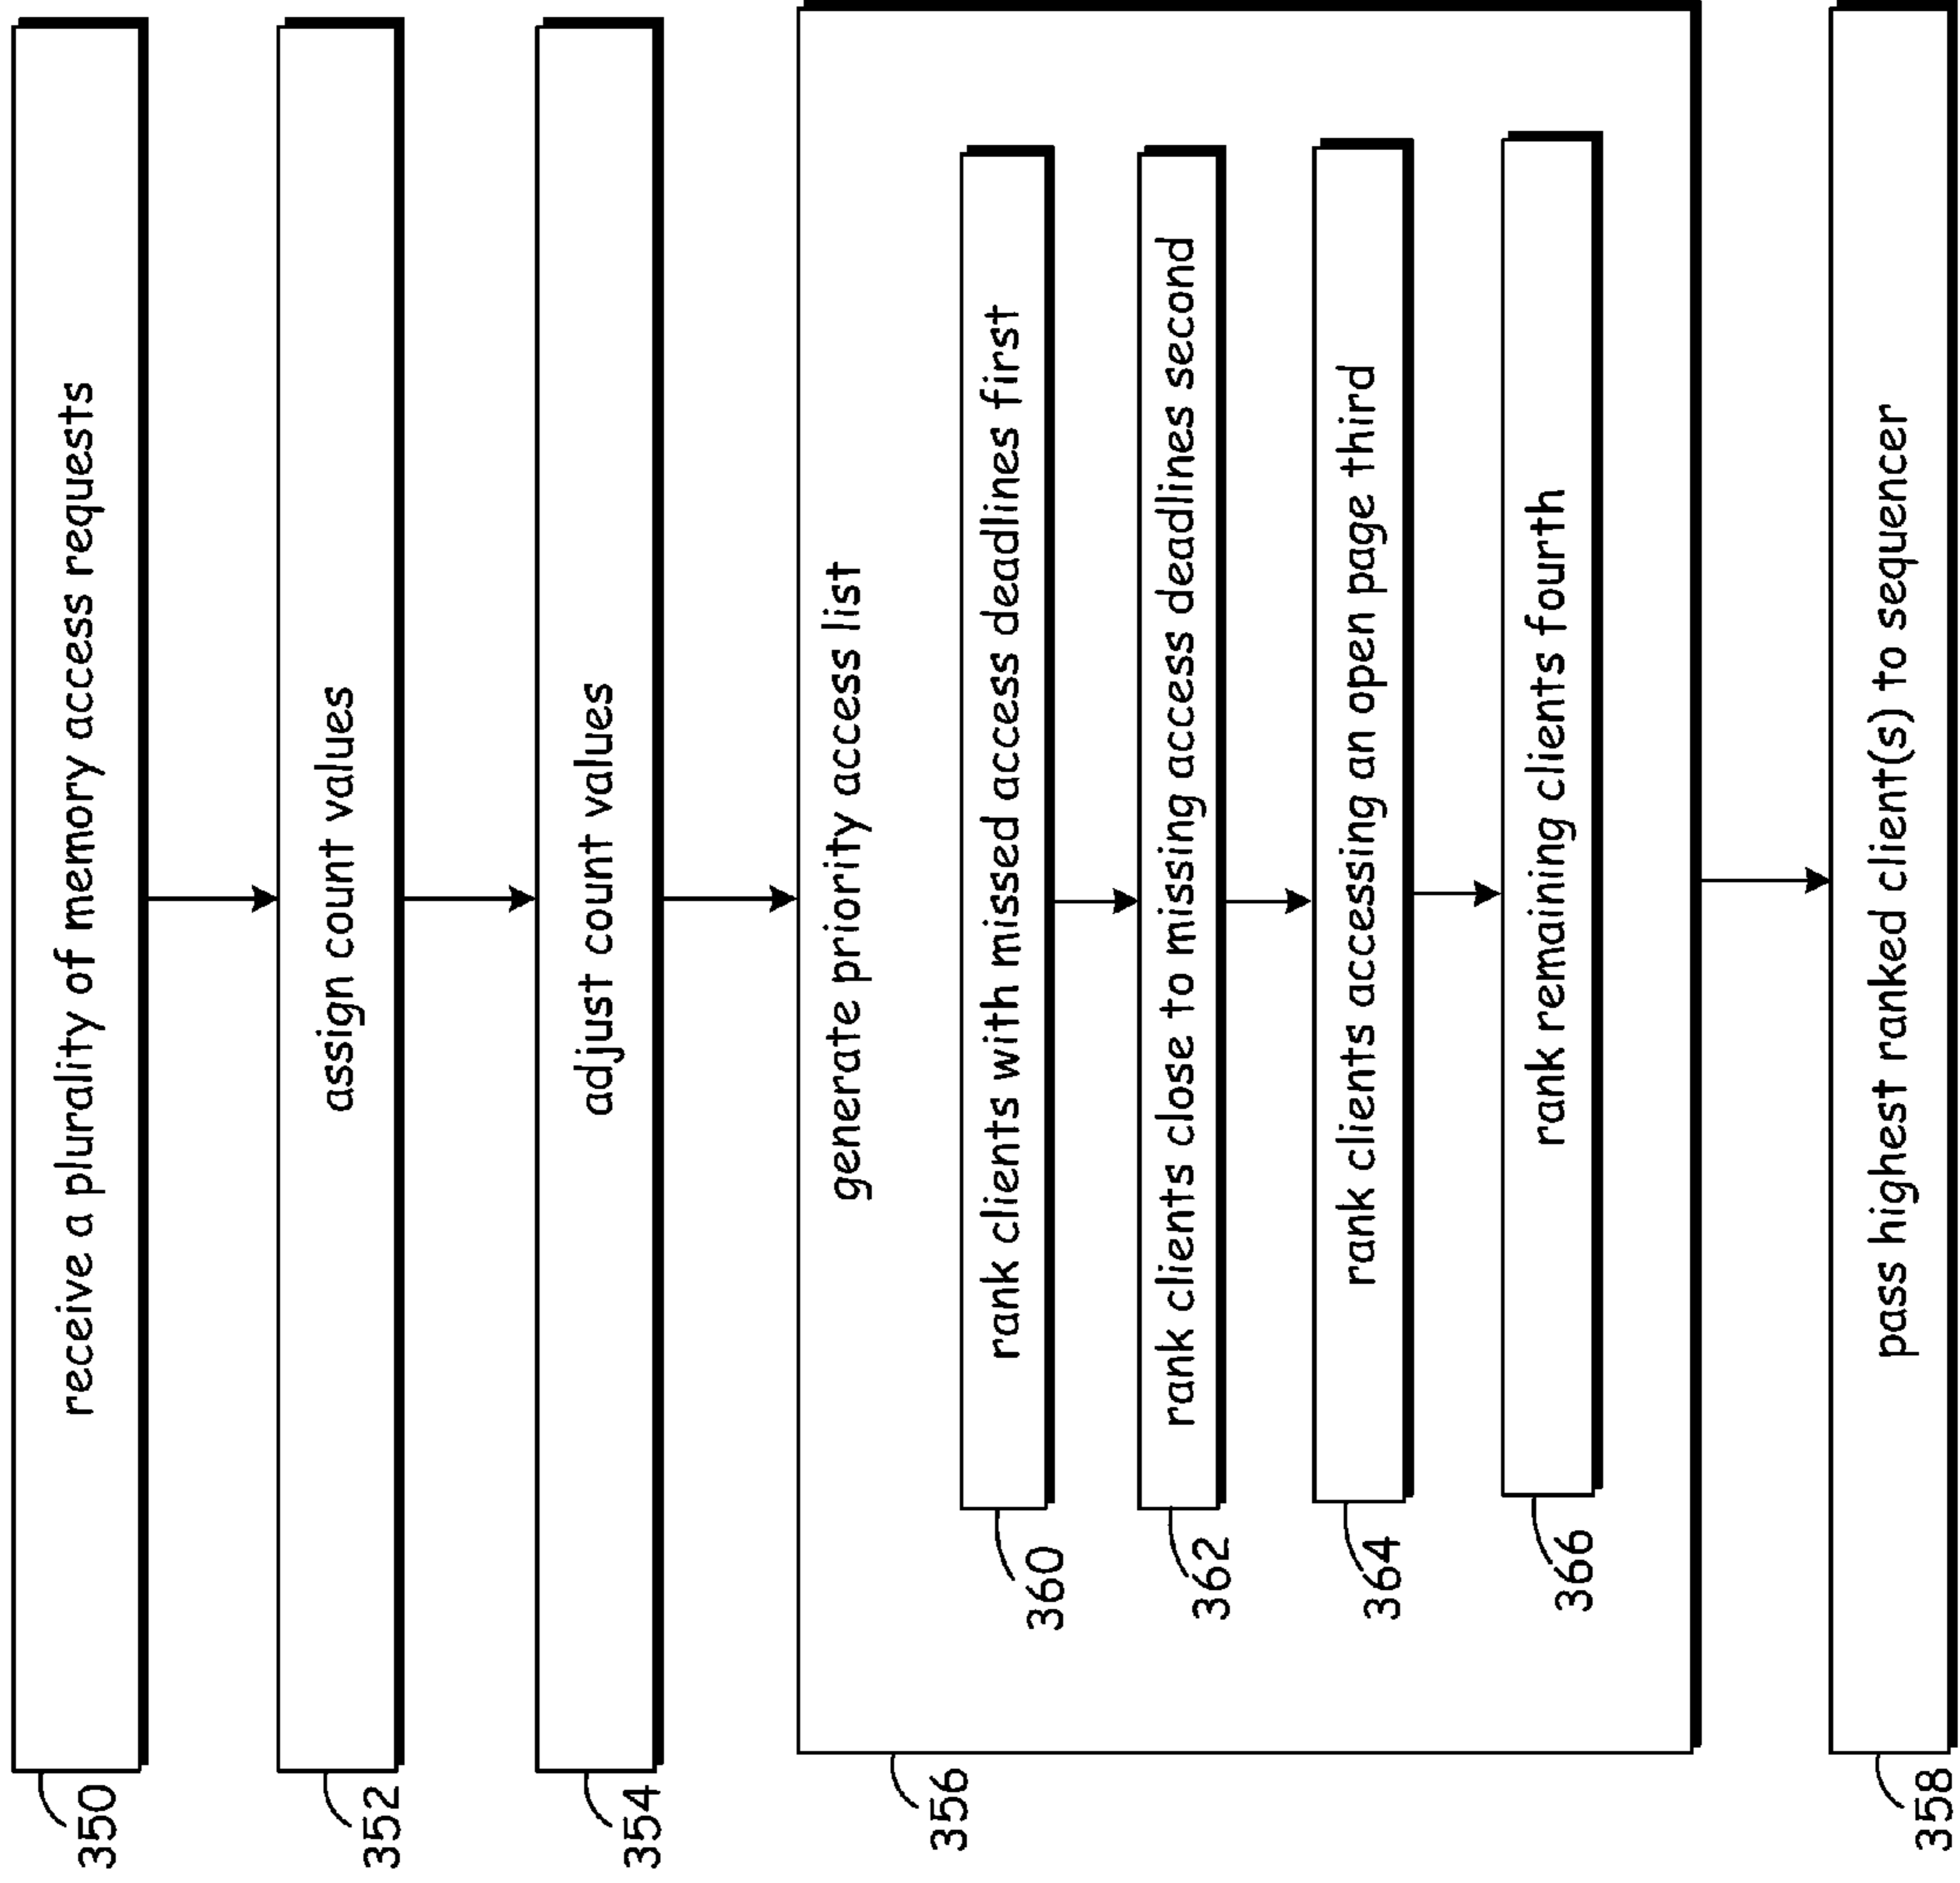 receive a plurality of memory access requests
350
assign count values
352
adjust count values
354
generate priority access list
356
rank clients with missed access deadlines first
360
rank clients close to missing access deadlines second
362
rank clients accessing an open page third
364
rank remaining clients fourth
366
pass highest ranked client(s) to sequencer
358